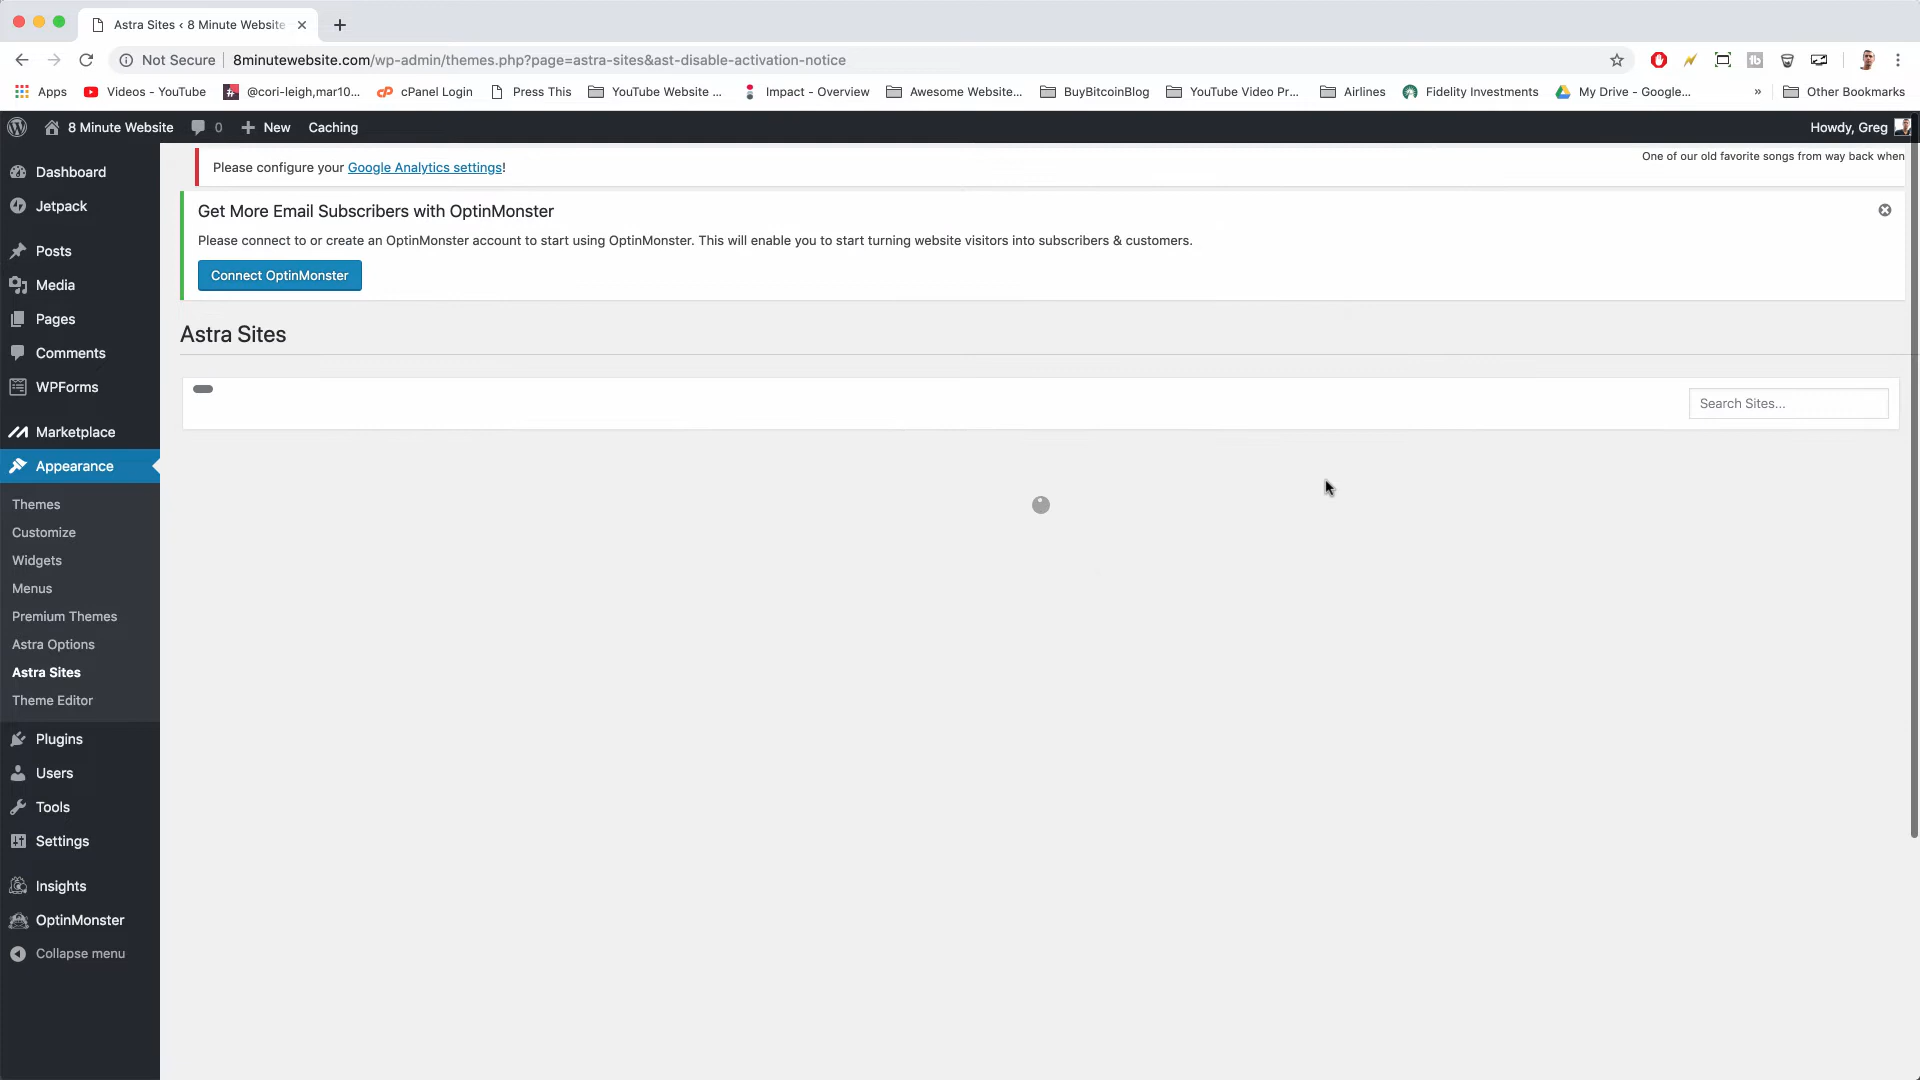 Astra Sites ‹ 8 Minute Website
Not Secure
8minutewebsite.com/wp-admin/themes.php?page=astra-sites&ast-disable-activation-notice
Apps
Videos - YouTube
@cori-leigh,mar10...
cPanel Login
Press This
YouTube Website ...
Impact - Overview
Awesome Website...
BuyBitcoinBlog
YouTube Video Pr...
Airlines
Fidelity Investments
My Drive - Google...
»
Other Bookmarks
8 Minute Website
0
New
Caching
Howdy, Greg
Dashboard
Jetpack
Posts
Media
Pages
Comments
WPForms
Marketplace
Appearance
Themes
Customize
Widgets
Menus
Premium Themes
Astra Options
Astra Sites
Theme Editor
Plugins
Users
Tools
Settings
Insights
OptinMonster
Collapse menu
Please configure your Google Analytics settings!
One of our old favorite songs from way back when
Get More Email Subscribers with OptinMonster
Please connect to or create an OptinMonster account to start using OptinMonster. This will enable you to start turning website visitors into subscribers & customers.
Connect OptinMonster
Astra Sites
Search Sites...